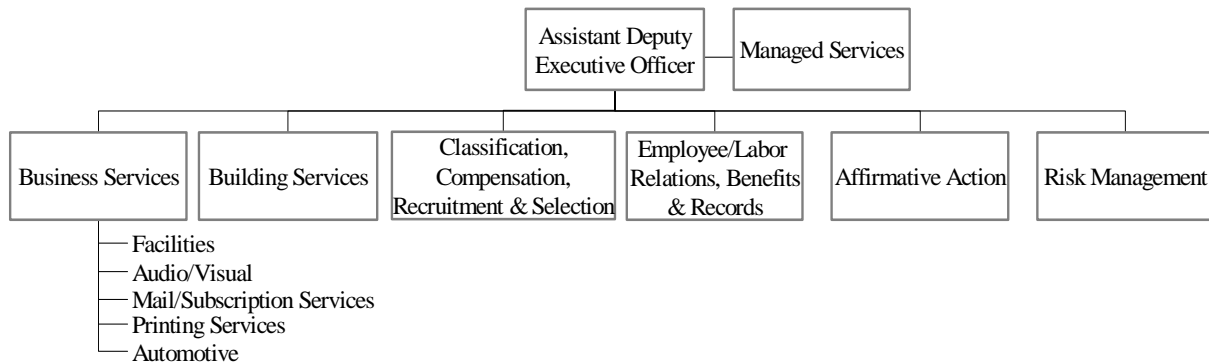 Assistant Deputy
Executive Officer
Managed Services
Business Services
Building Services
Classification,
Compensation,
Recruitment & Selection
Employee/Labor
Relations, Benefits
& Records
Affirmative Action
Risk Management
Facilities
Audio/Visual
Mail/Subscription Services
Printing Services
Automotive